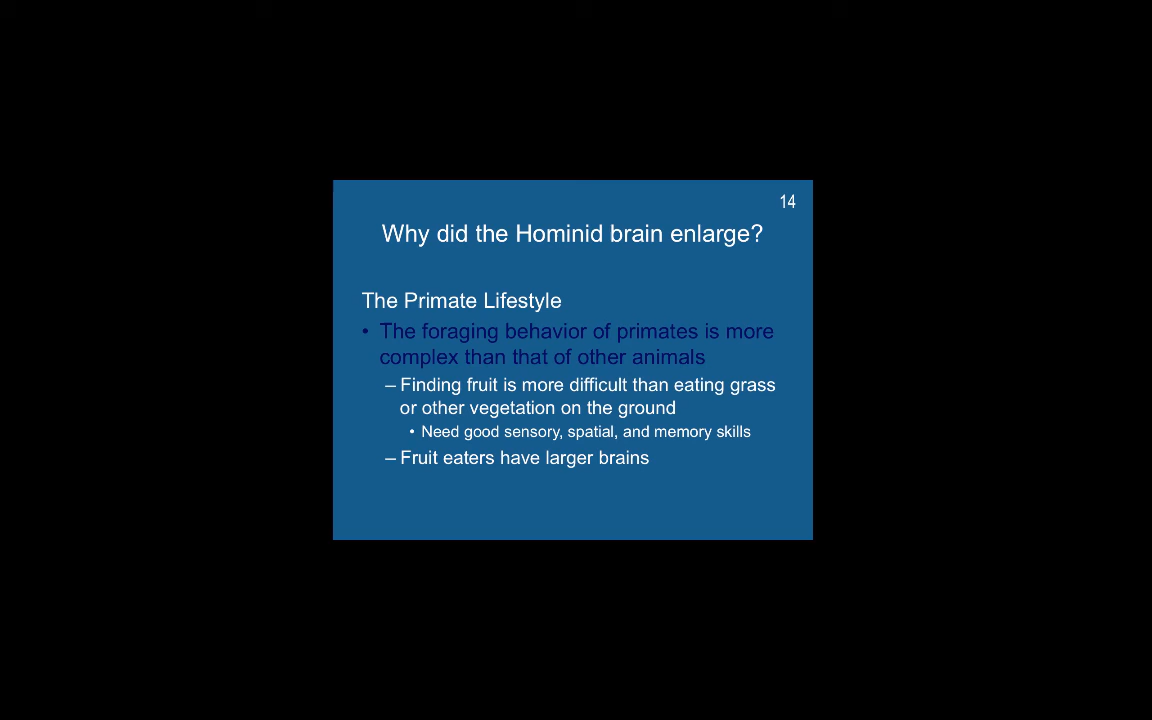 14
Why did the Hominid brain enlarge?
The Primate Lifestyle
• The foraging behavior of primates is more
complex than that of other animals
– Finding fruit is more difficult than eating grass
or other vegetation on the ground
• Need good sensory, spatial, and memory skills
– Fruit eaters have larger brains